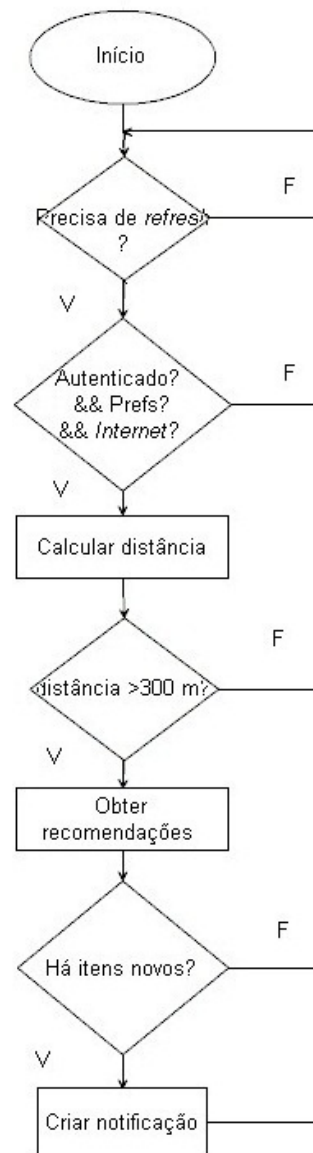 Início
Precisa de refresh
?
F
V
Autenticado?
&& Prefs?
&& Internet?
F
V
Calcular distância
distância >300 m?
F
V
Obter
recomendações
Há itens novos?
F
V
Criar notificação